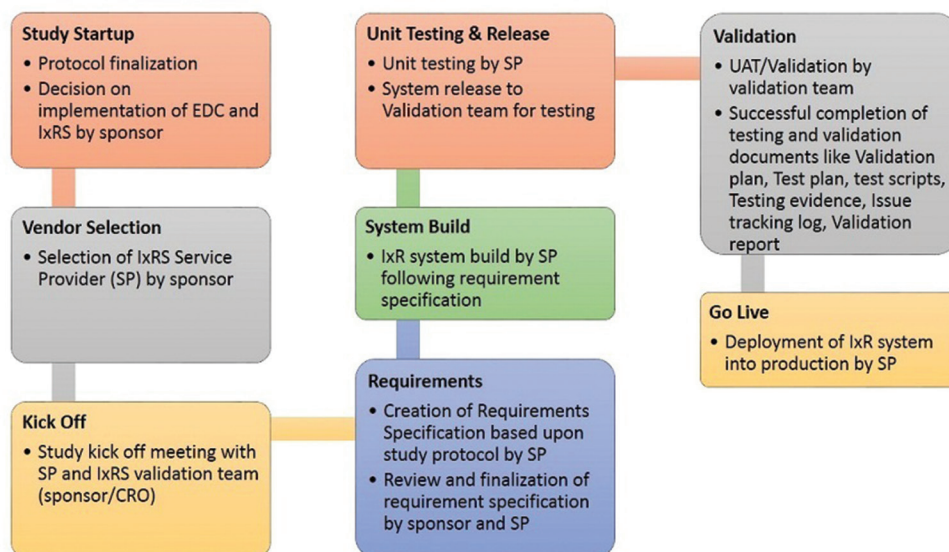 Study Startup
• Protocol finalization
• Decision on
implementation of EDC and
IxRS by sponsor
Vendor Selection
• Selection of IxRS Service
Provider (SP) by sponsor
Kick Off
• Study kick off meeting with
SP and IxRS validation team
(sponsor/CRO)
Requirements
• Creation of Requirements
Specification based upon
study protocol by SP
• Review and finalization of
requirement specification
by sponsor and SP
System Build
• IxR system build by SP
following requirement
specification
Unit Testing & Release
• Unit testing by SP
• System release to
Validation team for testing
Validation
• UAT/Validation by
validation team
• Successful completion of
testing and validation
documents like Validation
plan, Test plan, test scripts,
Testing evidence, Issue
tracking log, Validation
report
Go Live
• Deployment of IxR system
into production by SP